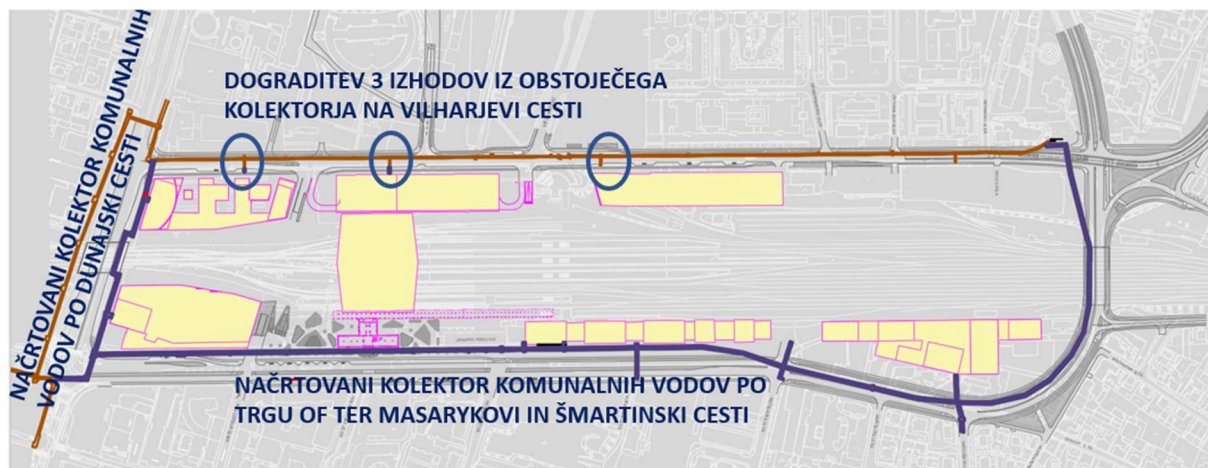 NAČRTOVANI KOLEKTOR KOMUNALNIH
VODOV PO DUNAJSKI CESTI
DOGRADITEV 3 IZHODOV IZ OBSTOJEČEGA
KOLEKTORJA NA VILHARJEVI CESTI
NAČRTOVANI KOLEKTOR KOMUNALNIH VODOV PO
TRGU OF TER MASARYKOVI IN ŠMARTINSKI CESTI